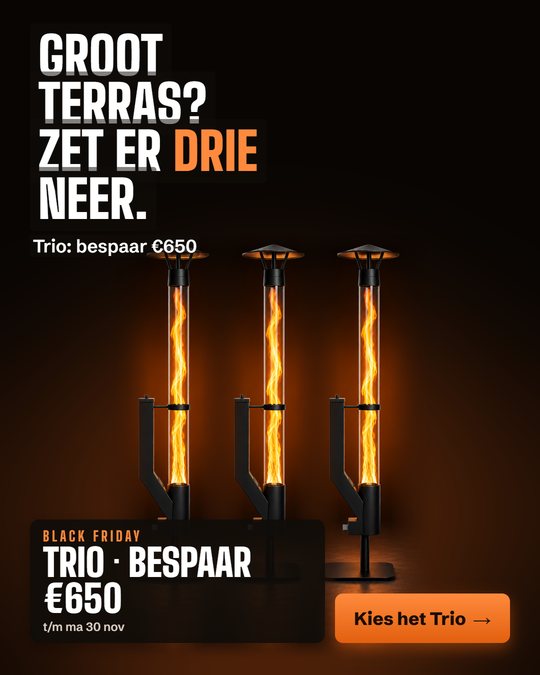 GROOT
TERRAS?
ZET ER DRIE
NEER.
Trio: bespaar €650
BLACK FRIDAY
TRIO · BESPAAR
€650
t/m ma 30 nov
Kies het Trio →